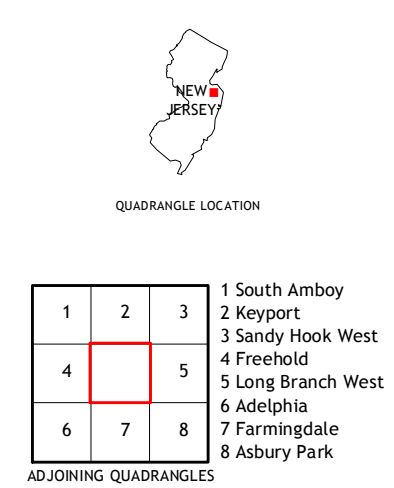 NEW
JERSEY
QUADRANGLE LOCATION
1 2 3
4 5
6 7 8
1 South Amboy
2 Keyport
3 Sandy Hook West
4 Freehold
5 Long Branch West
6 Adelphia
7 Farmingdale
8 Asbury Park
ADJOINING QUADRANGLES